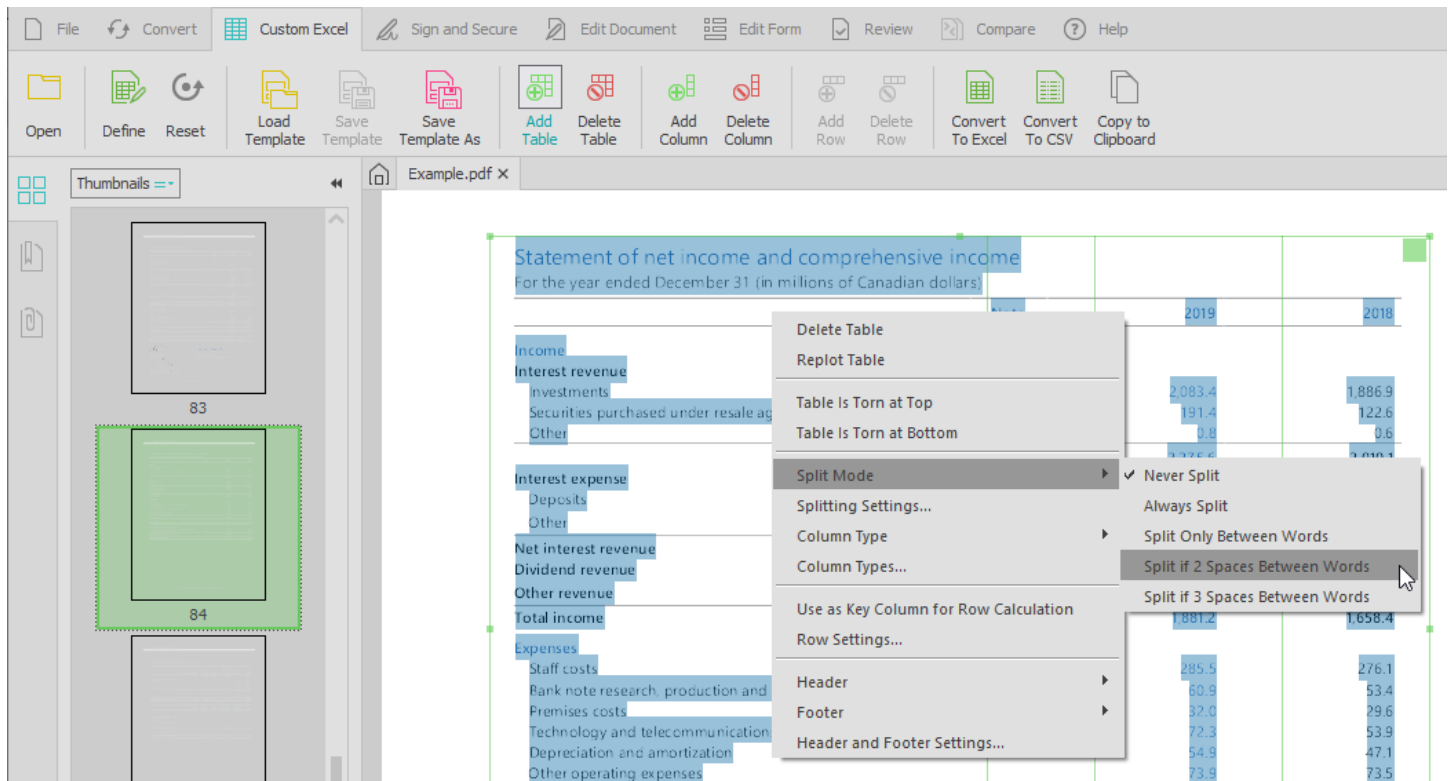 File Convert Custom Excel Sign and Secure Edit Document Edit Form Review Compare Help
Open Define Reset Load Template Save Template Save Template As Add Table Delete Table Add Column Delete Column Add Row Delete Row Convert To Excel Convert To CSV Copy to Clipboard
Thumbnails
Example.pdf
83
84
Statement of net income and comprehensive income
For the year ended December 31 (in millions of Canadian dollars)
2019 2018
Income
Interest revenue
Investments 2,083.4 1,886.9
Securities purchased under resale 191.4 122.6
Other 0.8 0.6
Interest expense
Deposits
Other
Net interest revenue
Dividend revenue
Other revenue
Total income 1,881.2 1,658.4
Expenses
Staff costs 285.5 276.1
Bank note research, production and 60.9 53.4
Premises costs 32.0 29.6
Technology and telecommunication 72.3 53.9
Depreciation and amortization 54.9 47.1
Other operating expenses 73.9 73.5
Delete Table
Replot Table
Table Is Torn at Top
Table Is Torn at Bottom
Split Mode
Splitting Settings...
Column Type
Column Types...
Use as Key Column for Row Calculation
Row Settings...
Header
Footer
Header and Footer Settings...
Never Split
Always Split
Split Only Between Words
Split if 2 Spaces Between Words
Split if 3 Spaces Between Words